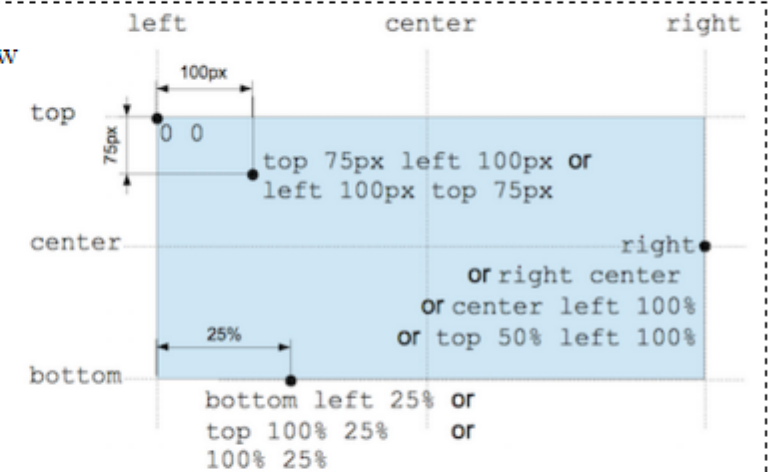 left center right
w
100px
top
75px
0 0
top 75px left 100px or
left 100px top 75px
center
right
or right center
or center left 100%
or top 50% left 100%
25%
bottom
bottom left 25% or
top 100% 25% or
100% 25%